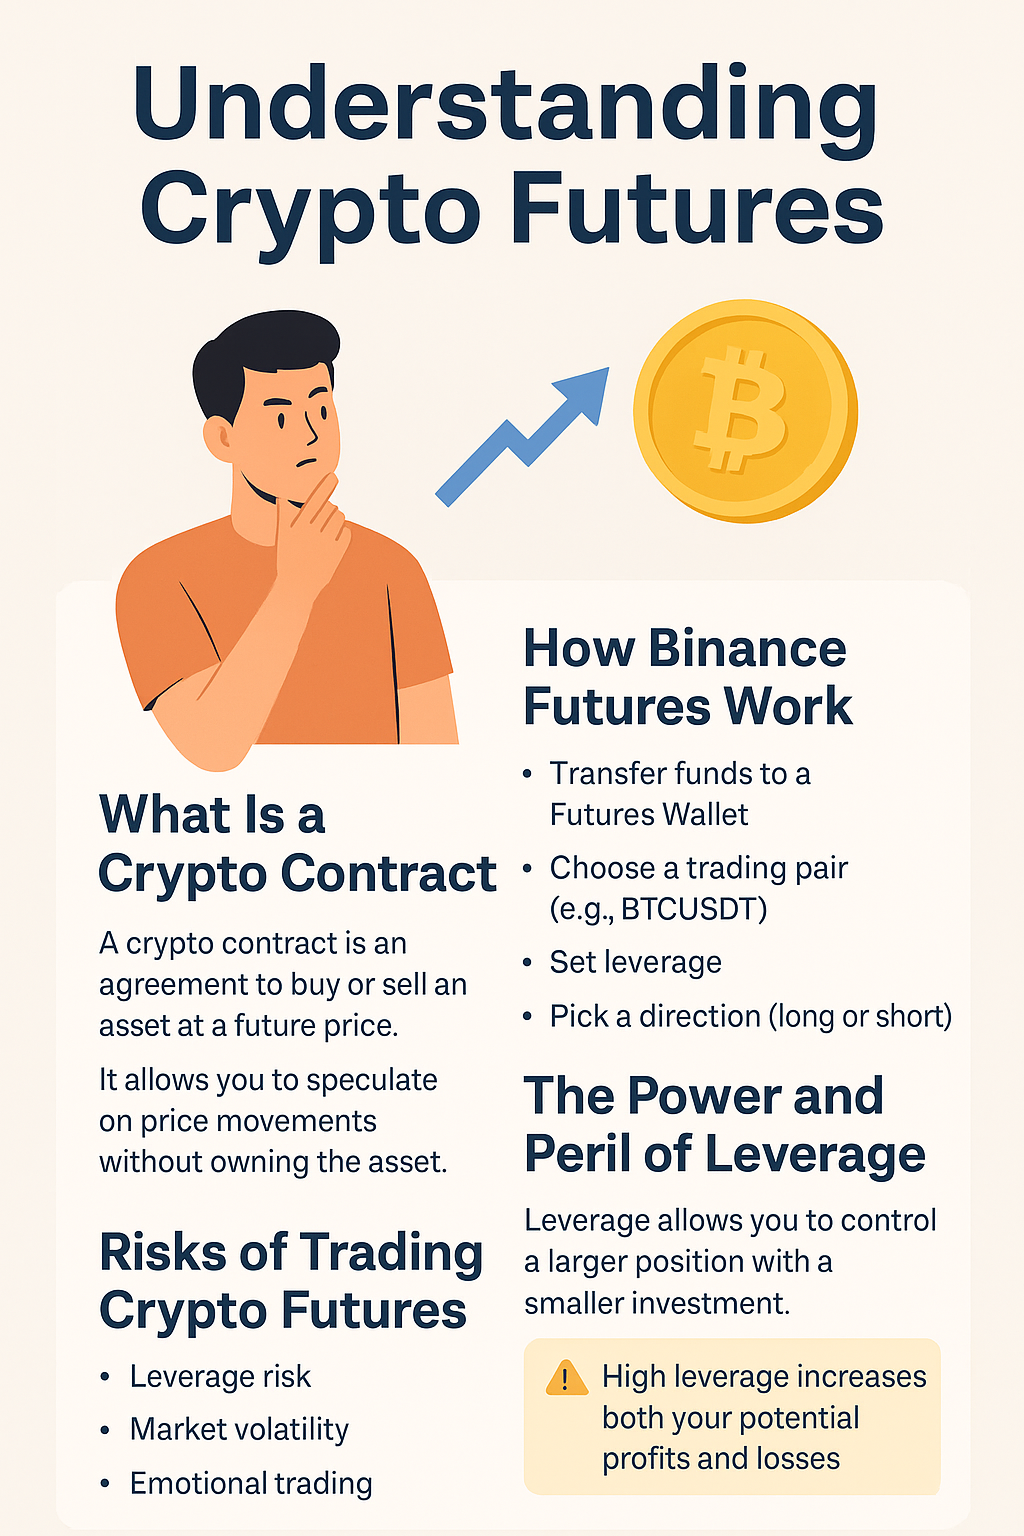 Understanding
Crypto Futures
What Is a
Crypto Contract
A crypto contract is an
agreement to buy or sell an
asset at a future price.
It allows you to speculate
on price movements
without owning the asset.
Risks of Trading
Crypto Futures
• Leverage risk
• Market volatility
• Emotional trading
How Binance
Futures Work
• Transfer funds to a
Futures Wallet
• Choose a trading pair
(e.g., BTCUSDT)
• Set leverage
• Pick a direction (long or short)
The Power and
Peril of Leverage
Leverage allows you to control
a larger position with a
smaller investment.
High leverage increases
both your potential
profits and losses